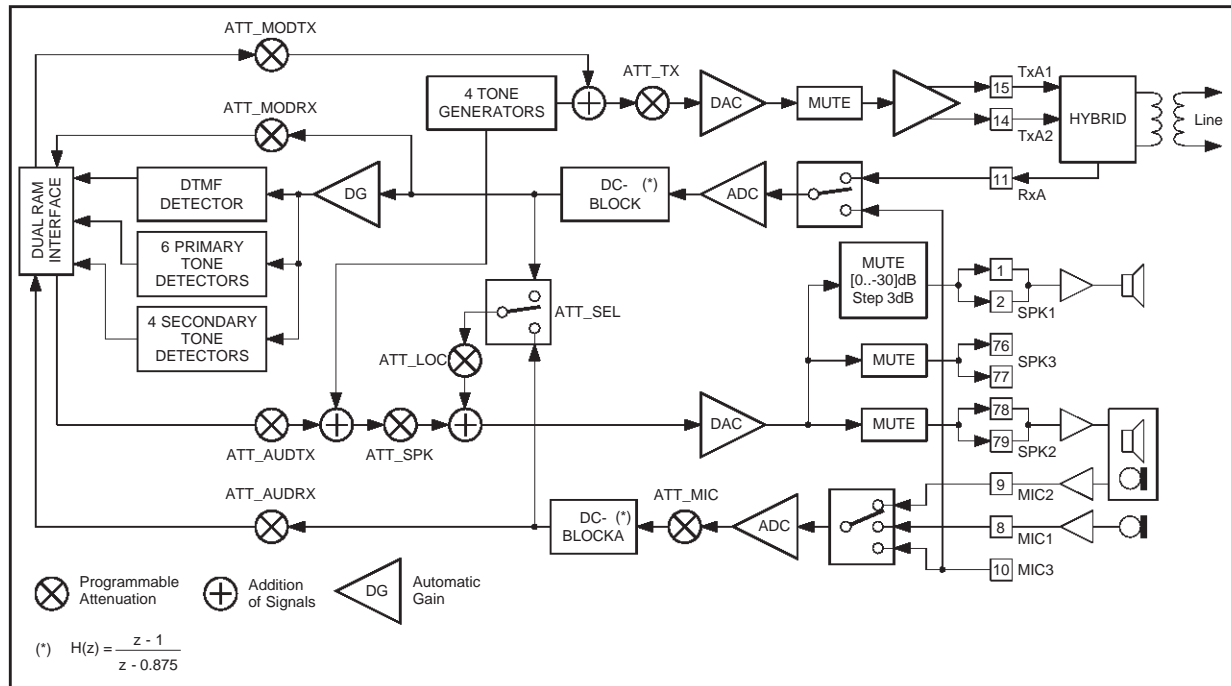 ATT_MODTX
ATT_MODRX
4 TONE
GENERATORS
ATT_TX
DAC
MUTE
15
TxA1
14
TxA2
HYBRID
Line
DUAL RAM
INTERFACE
DTMF
DETECTOR
DG
DC- (*)
BLOCK
ADC
11
RxA
6 PRIMARY
TONE
DETECTORS
4 SECONDARY
TONE
DETECTORS
ATT_SEL
ATT_LOC
MUTE
[0..-30]dB
Step 3dB
1
2
SPK1
MUTE
76
SPK3
77
ATT_AUDTX
ATT_SPK
DAC
MUTE
78
79
SPK2
ATT_AUDRX
DC- (*)
BLOCKA
ATT_MIC
ADC
9
MIC2
8
MIC1
10
MIC3
Programmable
Attenuation
Addition
of Signals
DG
Automatic
Gain
(*) H(z) = z - 1
z - 0.875